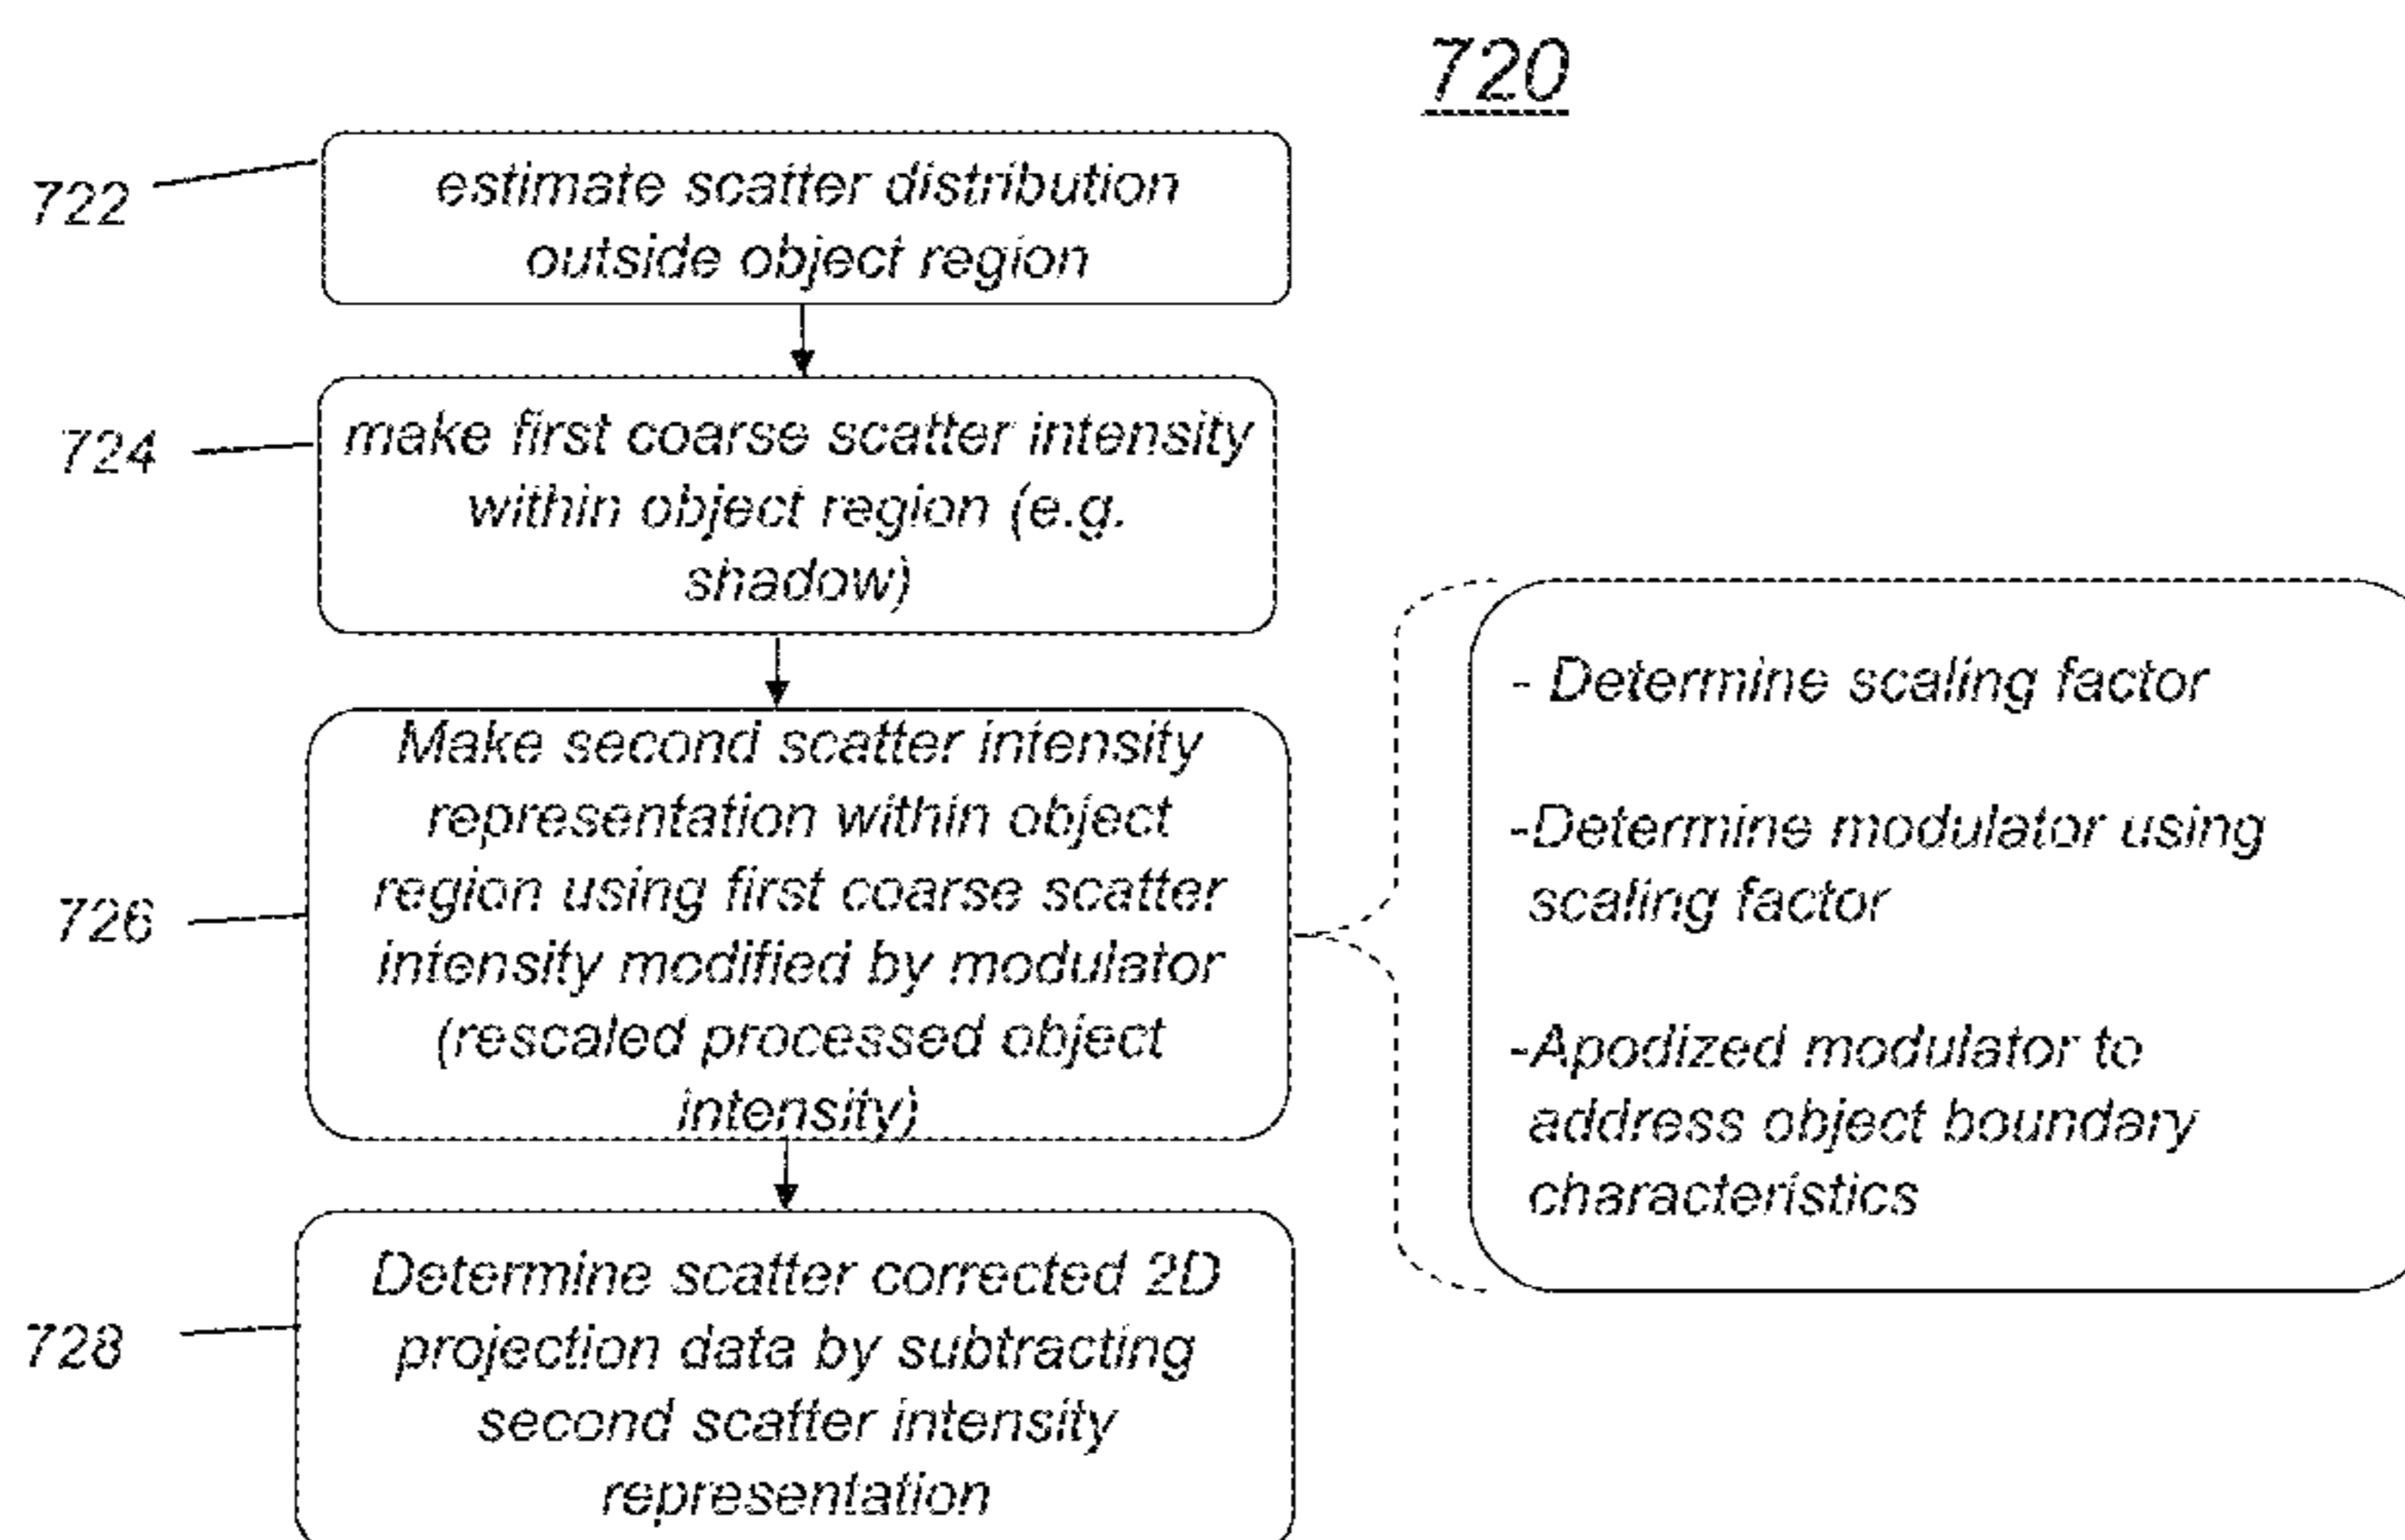 720
722
estimate scatter distribution
outside object region
724
make first coarse scatter intensity
within object region (e.g.
shadow)
726
Make second scatter intensity
representation within object
region using first coarse scatter
intensity modified by modulator
(rescaled processed object
intensity)
- Determine scaling factor
-Determine modulator using
scaling factor
-Apodized modulator to
address object boundary
characteristics
728
Determine scatter corrected 2D
projection data by subtracting
second scatter intensity
representation